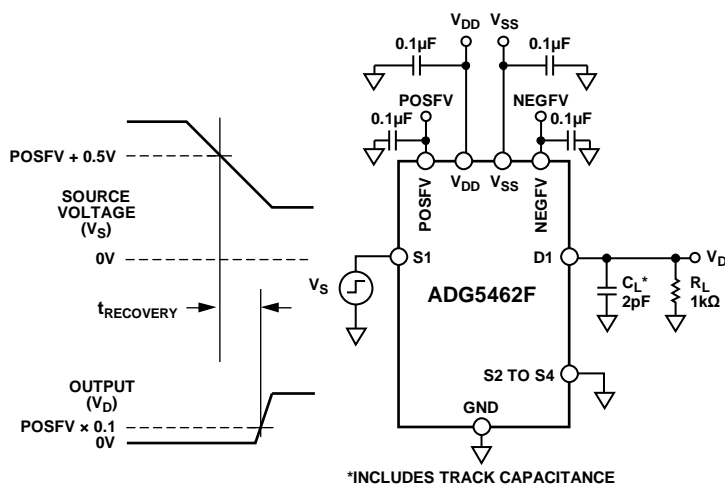 POSFV + 0.5V
SOURCE
VOLTAGE
(VS)
0V
tRECOVERY
OUTPUT
(VD)
POSFV × 0.1
0V
VDD
VSS
0.1µF
0.1µF
POSFV
NEGFV
0.1µF
0.1µF
POSFV
VDD
VSS
NEGFV
S1
D1
VD
VS
ADG5462F
CL*
2pF
RL
1kΩ
S2 TO S4
GND
*INCLUDES TRACK CAPACITANCE